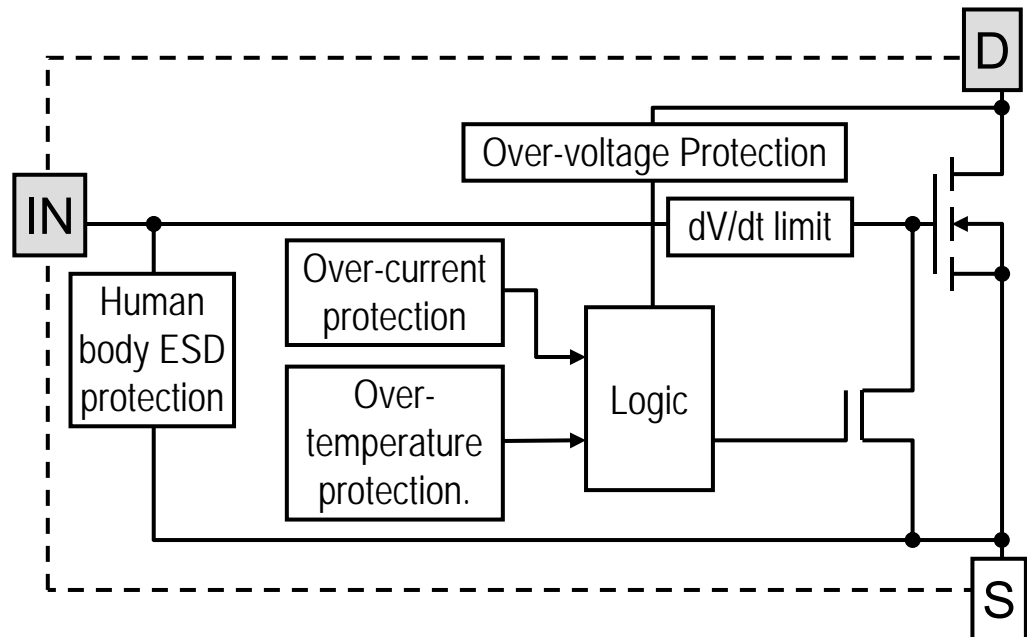 D
Over-voltage Protection
IN
dV/dt limit
Over-current
protection
Human
body ESD
protection
Over-
temperature
protection.
Logic
S